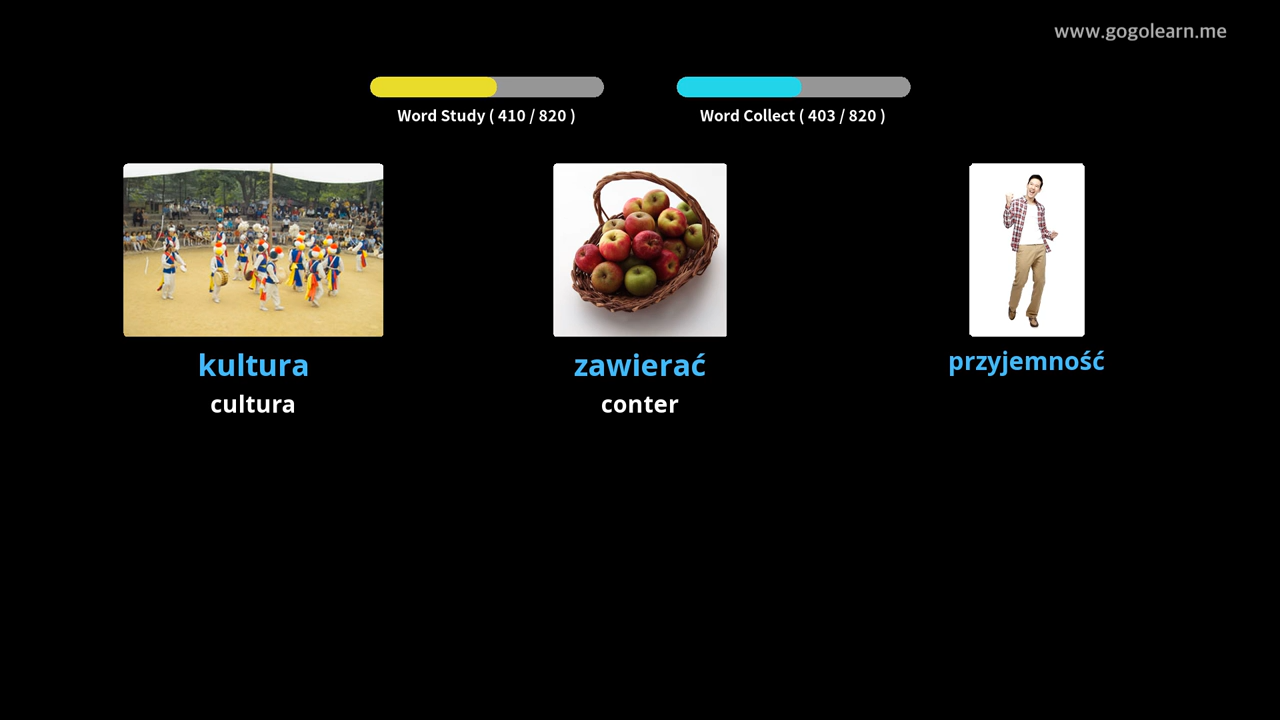 www.gogolearn.me
Word Study ( 410 / 820 )
Word Collect ( 403 / 820 )
kultura
zawierać
przyjemność
cultura
conter